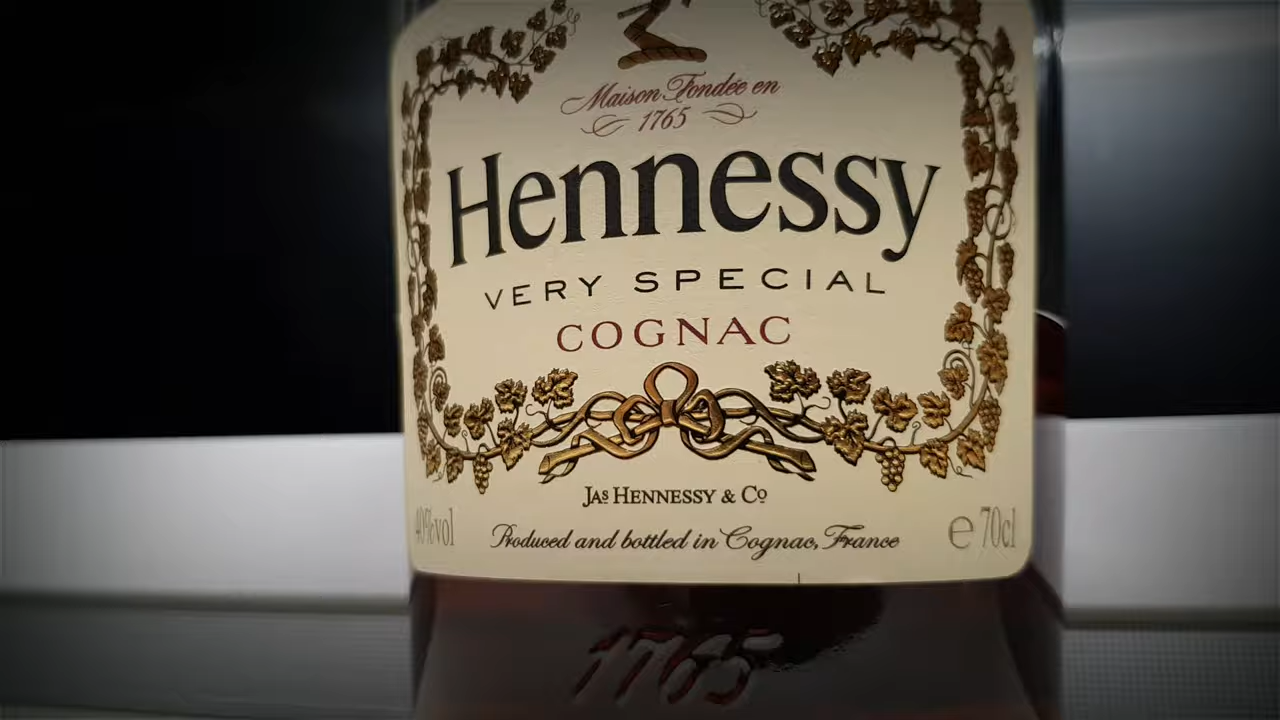 Maison Fondée en
1765
Hennessy
VERY SPECIAL
COGNAC
JAS HENNESSY & Co
40%vol
Produced and bottled in Cognac, France
e 70cl
1765